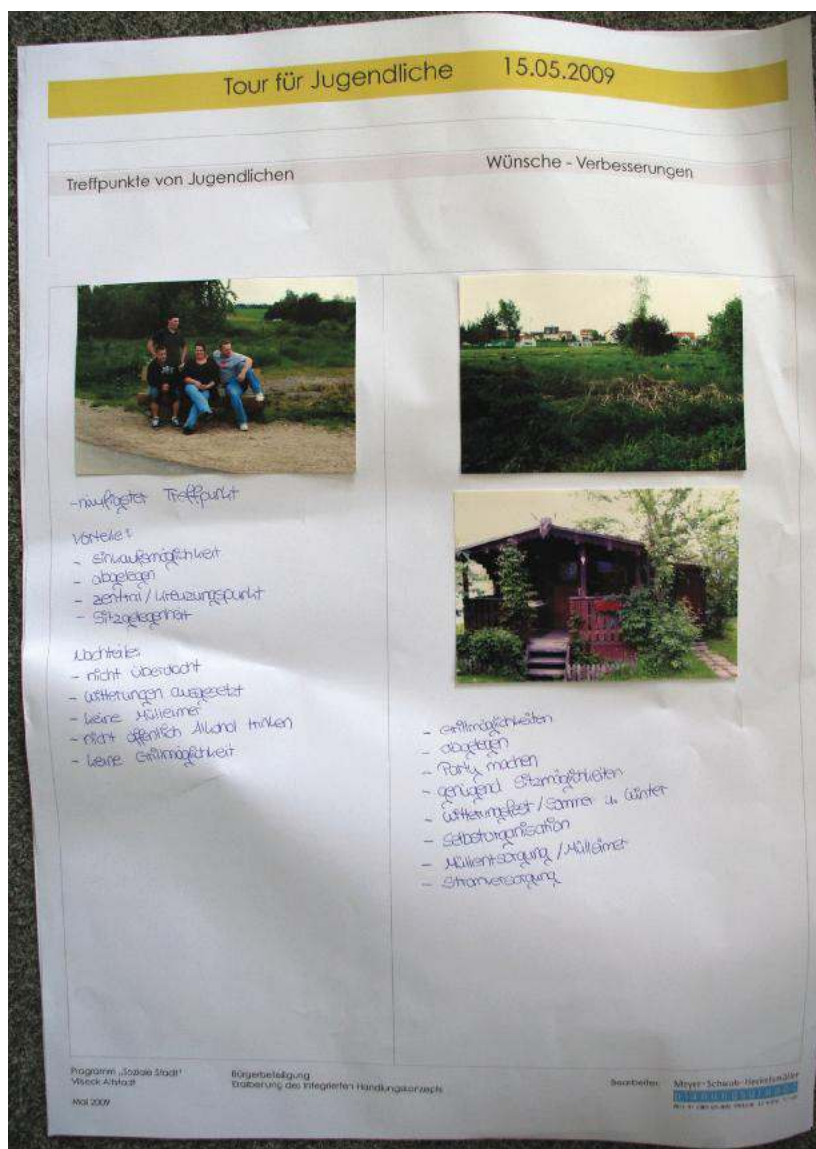 Tour für Jugendliche 15.05.2009
Treffpunkte von Jugendlichen
Wünsche - Verbesserungen
- häufigster Treffpunkt
Vorteile:
- Einkaufsmöglichkeit
- abgelegen
- zentral / Kreuzungspunkt
- Sitzgelegenheit
Nachteile:
- nicht überdacht
- Witterungen ausgesetzt
- keine Mülleimer
- nicht öffentlich Alkohol trinken
- keine Grillmöglichkeit
- Grillmöglichkeiten
- abgelegen
- Party machen
- genügend Sitzmöglichkeiten
- Witterungsfest / Sommer u. Winter
- Selbstorganisation
- Müllentsorgung / Mülleimer
- Stromversorgung
Programm „Soziale Stadt"
Vilseck Altstadt
Mai 2009
Bürgerbeteiligung
Erarbeitung des Integrierten Handlungskonzepts
Bearbeiter:
Meyer-Schwab-Heckelsmüller